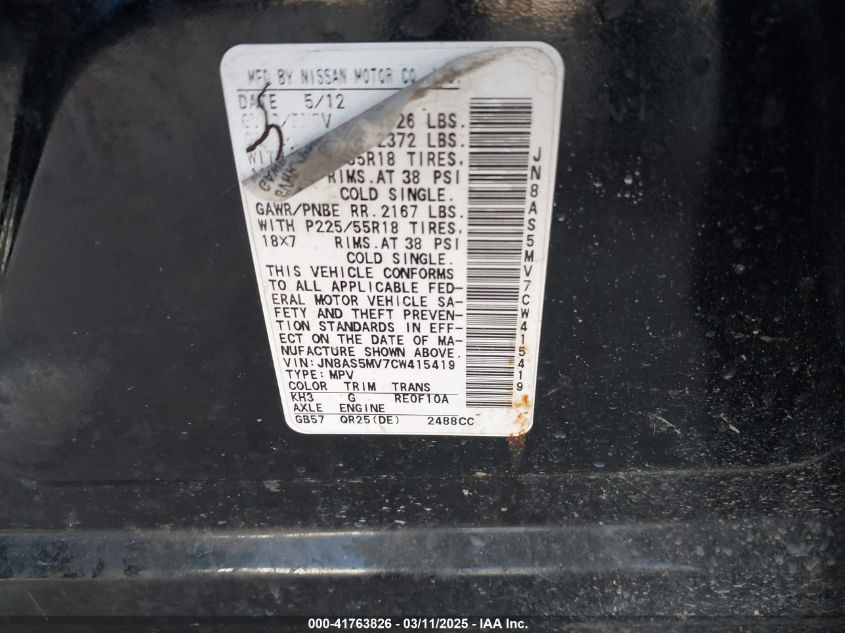 MFD BY NISSAN MOTOR CO
DATE 5/12
26 LBS.
2372 LBS.
WITH 55R18 TIRES,
RIMS.AT 38 PSI
COLD SINGLE.
GAWR/PNBE RR.2167 LBS.
WITH P225/55R18 TIRES,
18X7 RIMS.AT 38 PSI
COLD SINGLE.
THIS VEHICLE CONFORMS
TO ALL APPLICABLE FED-
ERAL MOTOR VEHICLE SA-
FETY AND THEFT PREVEN-
TION STANDARDS IN EFF-
ECT ON THE DATE OF MA-
NUFACTURE SHOWN ABOVE.
VIN:JN8AS5MV7CW415419
TYPE:MPV
COLOR TRIM TRANS
KH3 G RE0F10A
AXLE ENGINE
GB57 QR25(DE) 2488CC
JN8AS5MV7CW415419
000-41763826 / 03/11/2025 / © IAA, Inc.